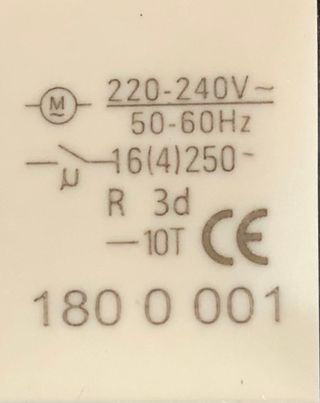 M 220-240V~
50-60Hz
16(4)250~
µ
R 3d
—10T CE
180 0 001